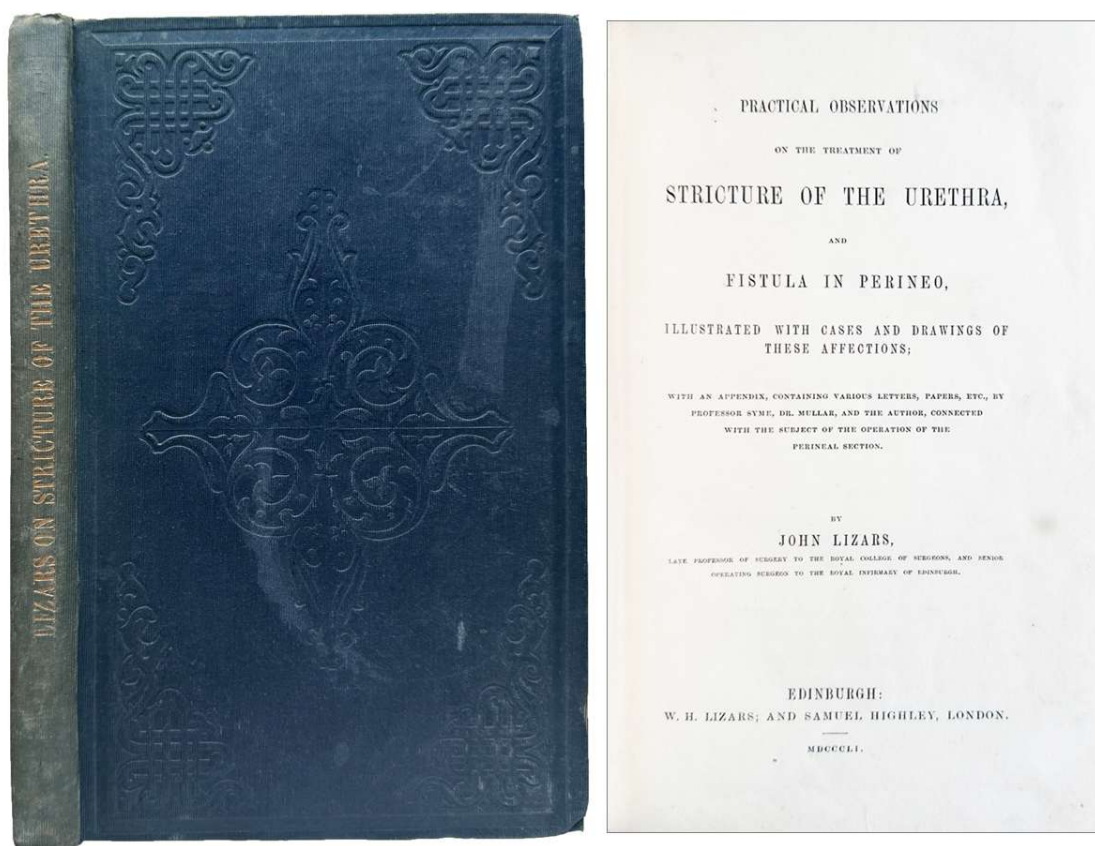 LIZARS ON STRICTURE OF THE URETHRA.
PRACTICAL OBSERVATIONS
ON THE TREATMENT OF
STRICTURE OF THE URETHRA,
AND
FISTULA IN PERINEO,
ILLUSTRATED WITH CASES AND DRAWINGS OF
THESE AFFECTIONS;
WITH AN APPENDIX, CONTAINING VARIOUS LETTERS, PAPERS, ETC., BY
PROFESSOR SYME, DR. MULLAR, AND THE AUTHOR, CONNECTED
WITH THE SUBJECT OF THE OPERATION OF THE
PERINEAL SECTION.
BY
JOHN LIZARS,
LATE PROFESSOR OF SURGERY TO THE ROYAL COLLEGE OF SURGEONS, AND SENIOR
OPERATING SURGEON TO THE ROYAL INFIRMARY OF EDINBURGH.
EDINBURGH:
W. H. LIZARS; AND SAMUEL HIGHLEY, LONDON.
MDCCCLI.